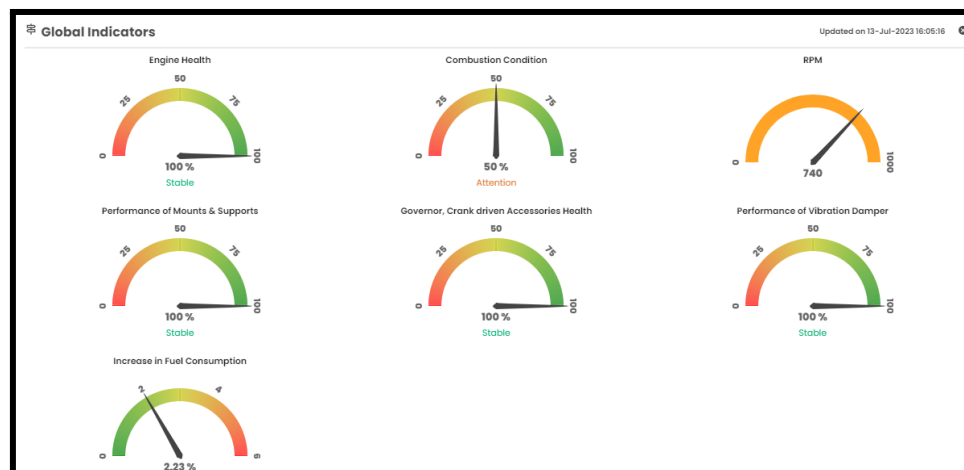 Global Indicators
Updated on 13-Jul-2023 16:05:16
Engine Health
0
25
50
75
100
100 %
Stable
Combustion Condition
0
25
50
75
100
50 %
Attention
RPM
0
1000
740
Performance of Mounts & Supports
0
25
50
75
100
100 %
Stable
Governor, Crank driven Accessories Health
0
25
50
75
100
100 %
Stable
Performance of Vibration Damper
0
25
50
75
100
100 %
Stable
Increase in Fuel Consumption
0
2
4
6
2.23 %